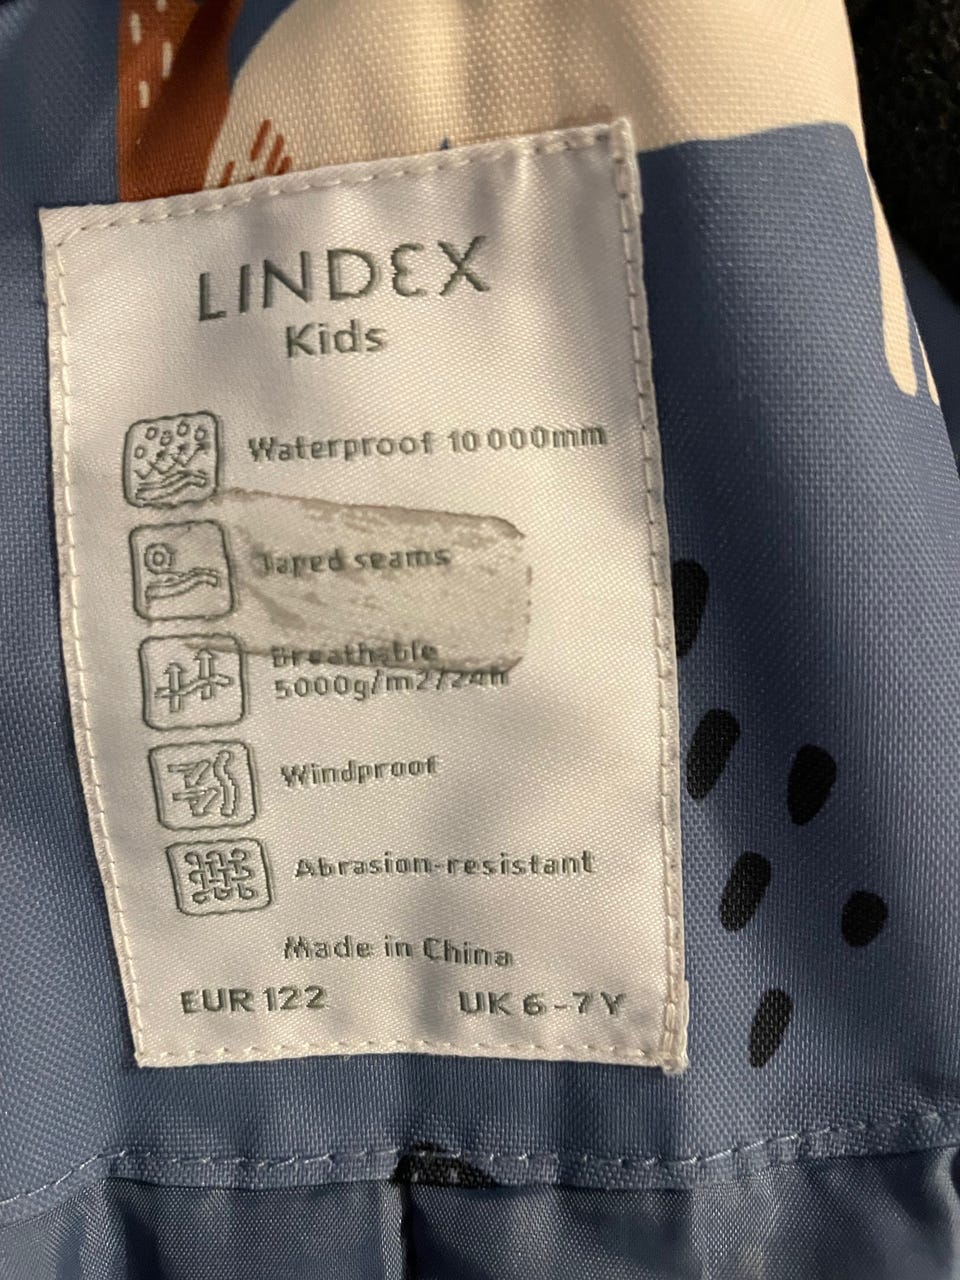 LINDEX
Kids
Waterproof 10 000mm
Taped seams
Breathable
5000g/m2/24h
Windproof
Abrasion-resistant
Made in China
EUR 122 UK 6-7 Y